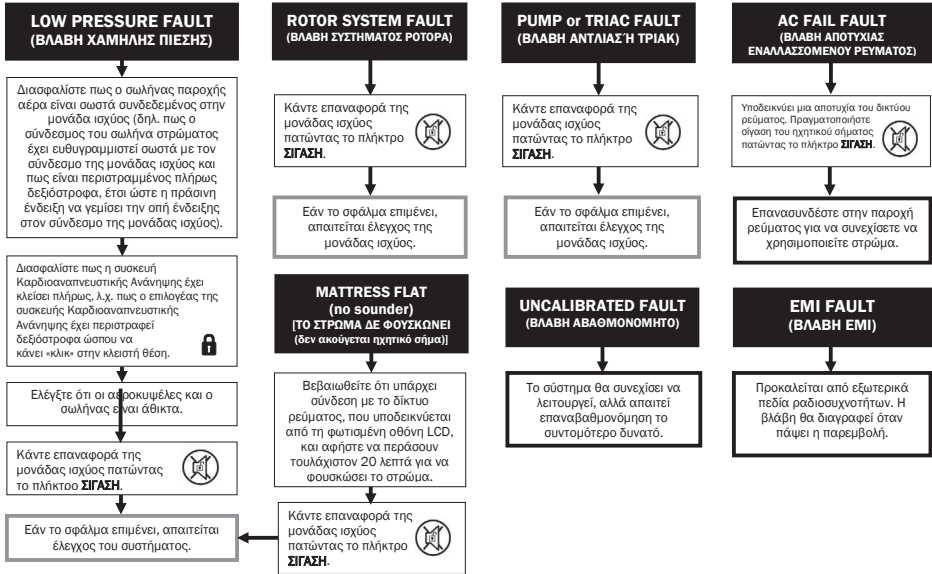 LOW PRESSURE FAULT
(ΒΛΑΒΗ ΧΑΜΗΛΗΣ ΠΙΕΣΗΣ)
Διασφαλίστε πως ο σωλήνας παροχής
αέρα είναι σωστά συνδεδεμένος στην
μονάδα ισχύος (δηλ. πως ο
σύνδεσμος του σωλήνα στρώματος
έχει ευθυγραμμιστεί σωστά με τον
σύνδεσμο της μονάδας ισχύος και
πως είναι περιστραμμένος πλήρως
δεξιόστροφα, έτσι ώστε η πράσινη
ένδειξη να γεμίσει την οπή ένδειξης
στον σύνδεσμο της μονάδας ισχύος).
Διασφαλίστε πως η συσκευή
Καρδιοαναπνευστικής Ανάνηψης έχει
κλείσει πλήρως, λ.χ. πως ο επιλογέας της
συσκευής Καρδιοαναπνευστικής
Ανάνηψης έχει περιστραφεί
δεξιόστροφα ώσπου να
κάνει «κλικ» στην κλειστή θέση.
Ελέγξτε ότι οι αεροκυψέλες και ο
σωλήνας είναι άθικτα.
Κάντε επαναφορά της
μονάδας ισχύος πατώντας
το πλήκτρο ΣΙΓΑΣΗ.
Εάν το σφάλμα επιμένει, απαιτείται
έλεγχος του συστήματος.
ROTOR SYSTEM FAULT
(ΒΛΑΒΗ ΣΥΣΤΗΜΑΤΟΣ ΡΟΤΟΡΑ)
Κάντε επαναφορά της
μονάδας ισχύος
πατώντας το πλήκτρο
ΣΙΓΑΣΗ.
Εάν το σφάλμα επιμένει,
απαιτείται έλεγχος της
μονάδας ισχύος.
MATTRESS FLAT
(no sounder)
[ΤΟ ΣΤΡΩΜΑ ΔΕ ΦΟΥΣΚΩΝΕΙ
(δεν ακούγεται ηχητικό σήμα)]
Βεβαιωθείτε ότι υπάρχει
σύνδεση με το δίκτυο
ρεύματος, που υποδεικνύεται
από τη φωτισμένη οθόνη LCD,
και αφήστε να περάσουν
τουλάχιστον 20 λεπτά για να
φουσκώσει το στρώμα.
Κάντε επαναφορά της
μονάδας ισχύος
πατώντας το πλήκτρο
ΣΙΓΑΣΗ.
PUMP or TRIAC FAULT
(ΒΛΑΒΗ ΑΝΤΛΙΑΣ Ή ΤΡΙΑΚ)
Κάντε επαναφορά της
μονάδας ισχύος
πατώντας το πλήκτρο
ΣΙΓΑΣΗ.
Εάν το σφάλμα επιμένει,
απαιτείται έλεγχος της
μονάδας ισχύος.
UNCALIBRATED FAULT
(ΒΛΑΒΗ ΑΒΑΘΜΟΝΟΜΗΤΟ)
Το σύστημα θα συνεχίσει να
λειτουργεί, αλλά απαιτεί
επαναβαθμονόμηση το
συντομότερο δυνατό.
AC FAIL FAULT
(ΒΛΑΒΗ ΑΠΟΤΥΧΙΑΣ
ΕΝΑΛΛΑΣΣΟΜΕΝΟΥ ΡΕΥΜΑΤΟΣ)
Υποδεικνύει μια αποτυχία του δικτύου
ρεύματος. Πραγματοποιήστε
σίγαση του ηχητικού σήματος
πατώντας το πλήκτρο ΣΙΓΑΣΗ.
Επανασυνδέστε στην παροχή
ρεύματος για να συνεχίσετε να
χρησιμοποιείτε στρώμα.
EMI FAULT
(ΒΛΑΒΗ EMI)
Προκαλείται από εξωτερικά
πεδία ραδιοσυχνοτήτων. Η
βλάβη θα διαγραφεί όταν
πάψει η παρεμβολή.